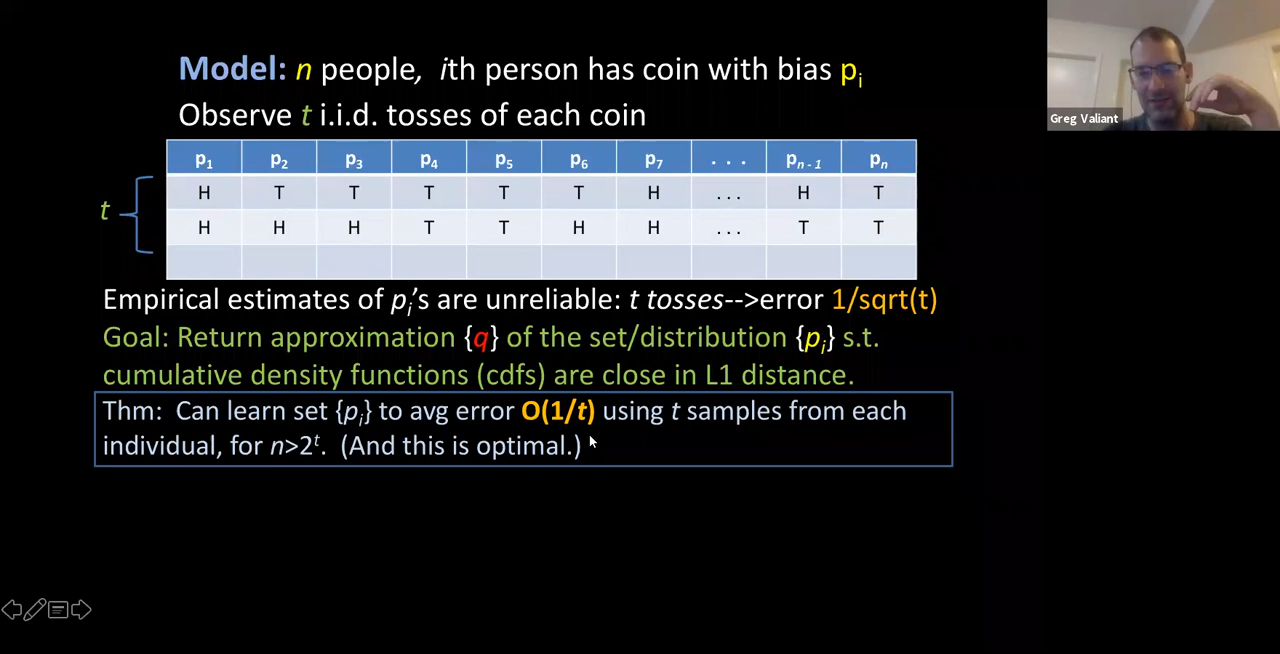 Model: n people, ith person has coin with bias pi
Greg Valiant
Observe t i.i.d. tosses of each coin
p1 p2 p3 p4 p5 p6 p7 . . . pn - 1 pn
H T T T T T H . . . H T
t
H H H T T H H . . . T T
Empirical estimates of pi’s are unreliable: t tosses-->error 1/sqrt(t)
Goal: Return approximation {q} of the set/distribution {pi} s.t.
cumulative density functions (cdfs) are close in L1 distance.
Thm: Can learn set {pi} to avg error O(1/t) using t samples from each
individual, for n>2^t. (And this is optimal.)